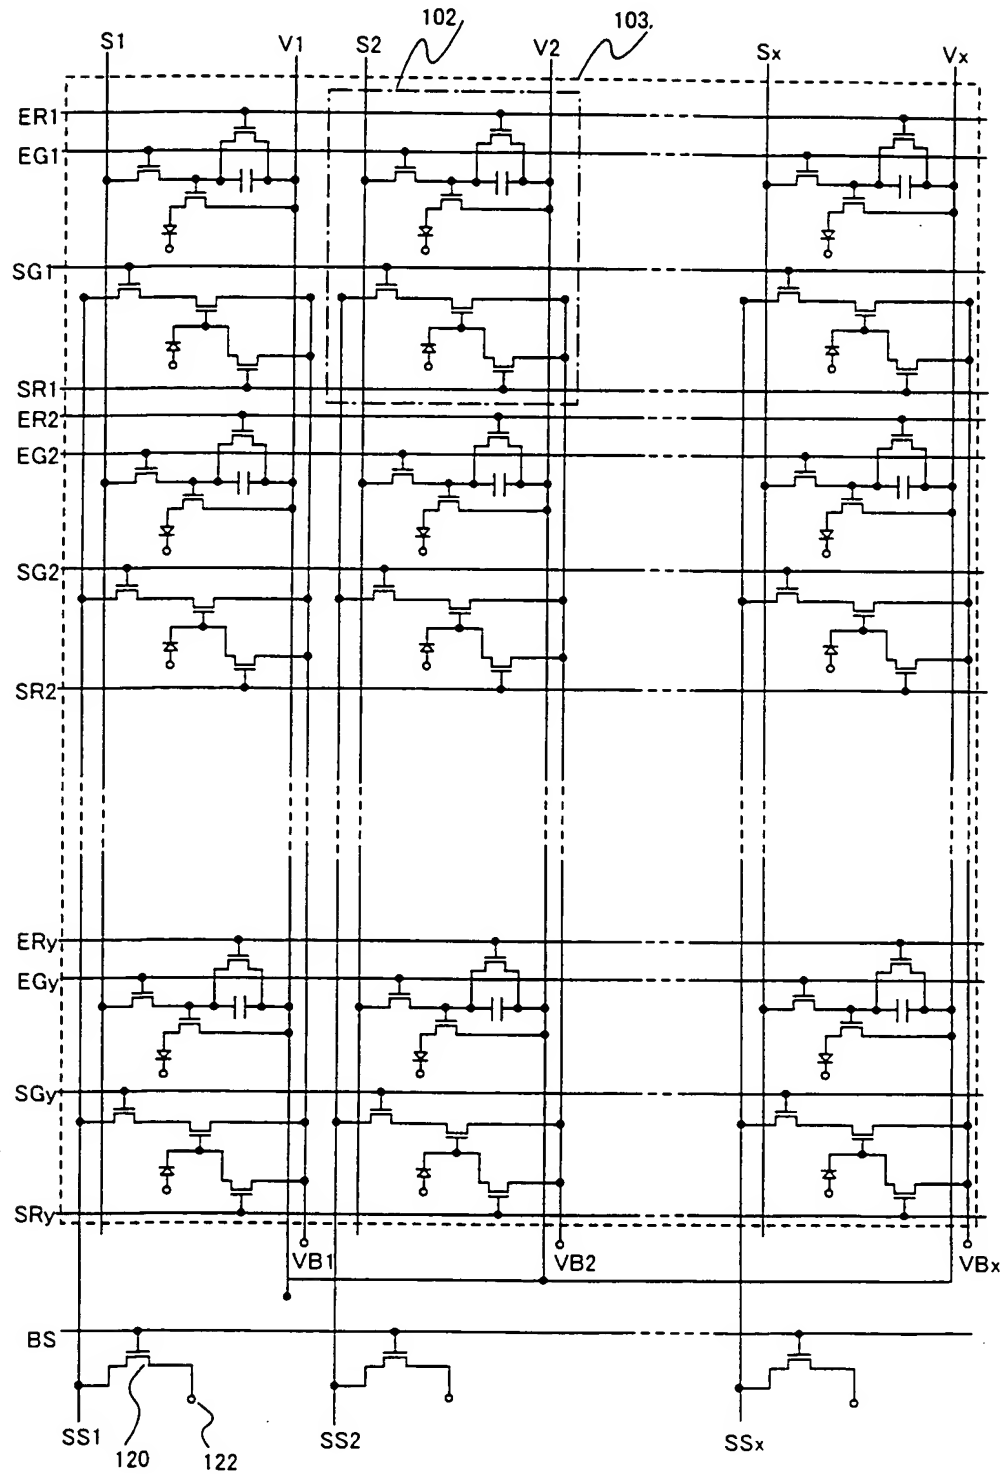 102 103.
S1 V1 S2 V2 Sx Vx
ER1
EG1
SG1
SR1
ER2
EG2
SG2
SR2
ERy
EGy
SGy
SRy
VB1 VB2 VBx
BS
SS1 120 122 SS2 SSx